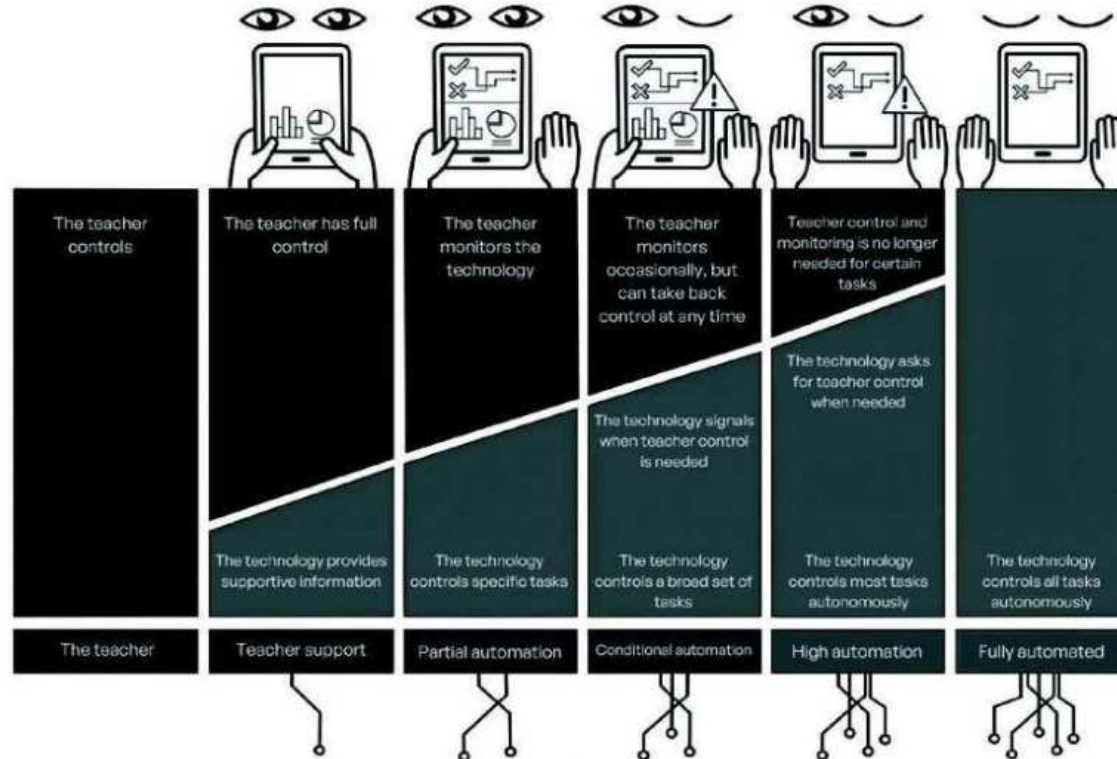 The teacher
controls
The teacher has full
control
The teacher
monitors the
technology
The teacher
monitors
occasionally, but
can take back
control at any time
Teacher control and
monitoring is no longer
needed for certain
tasks
The technology asks
for teacher control
when needed
The technology signals
when teacher control
is needed
The technology provides
supportive information
The technology
controls specific tasks
The technology
controls a broad set of
tasks
The technology
controls most tasks
autonomously
The technology
controls all tasks
autonomously
The teacher
Teacher support
Partial automation
Conditional automation
High automation
Fully automated